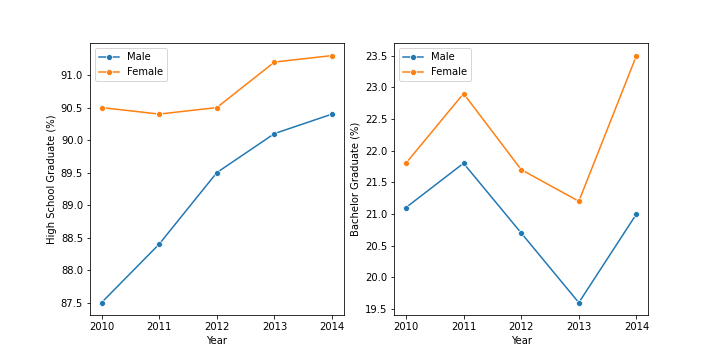 Male
Female
High School Graduate (%)
91.0
90.5
90.0
89.5
89.0
88.5
88.0
87.5
2010 2011 2012 2013 2014
Year
Male
Female
Bachelor Graduate (%)
23.5
23.0
22.5
22.0
21.5
21.0
20.5
20.0
19.5
2010 2011 2012 2013 2014
Year